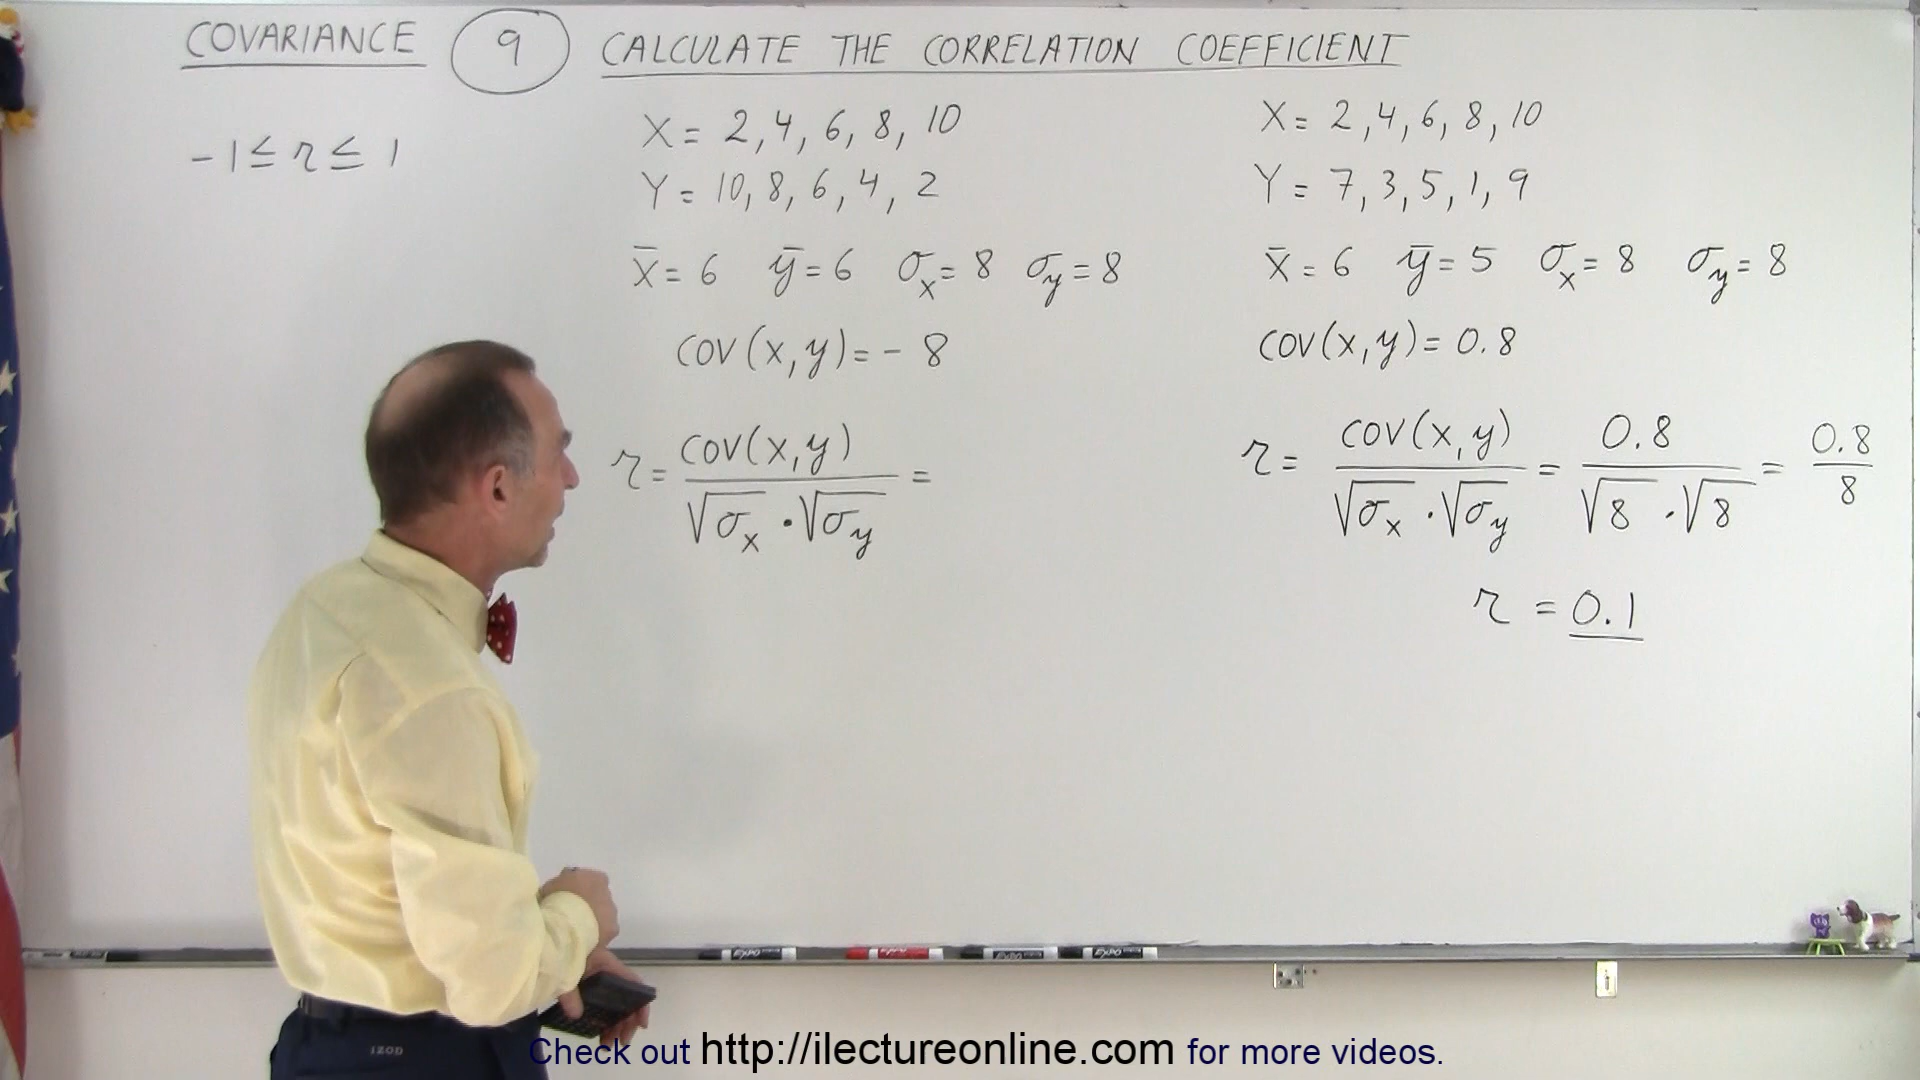 COVARIANCE 9 CALCULATE THE CORRELATION COEFFICIENT
-1 ≤ r ≤ 1
X = 2, 4, 6, 8, 10
Y = 10, 8, 6, 4, 2
x̄ = 6 ȳ = 6 σx = 8 σy = 8
COV(x,y) = - 8
r = COV(x,y) / √σx · √σy =
X = 2, 4, 6, 8, 10
Y = 7, 3, 5, 1, 9
x̄ = 6 ȳ = 5 σx = 8 σy = 8
COV(x,y) = 0.8
r = COV(x,y) / √σx · √σy = 0.8 / √8 · √8 = 0.8 / 8
r = 0.1
IZOD
Check out http://ilectureonline.com for more videos.